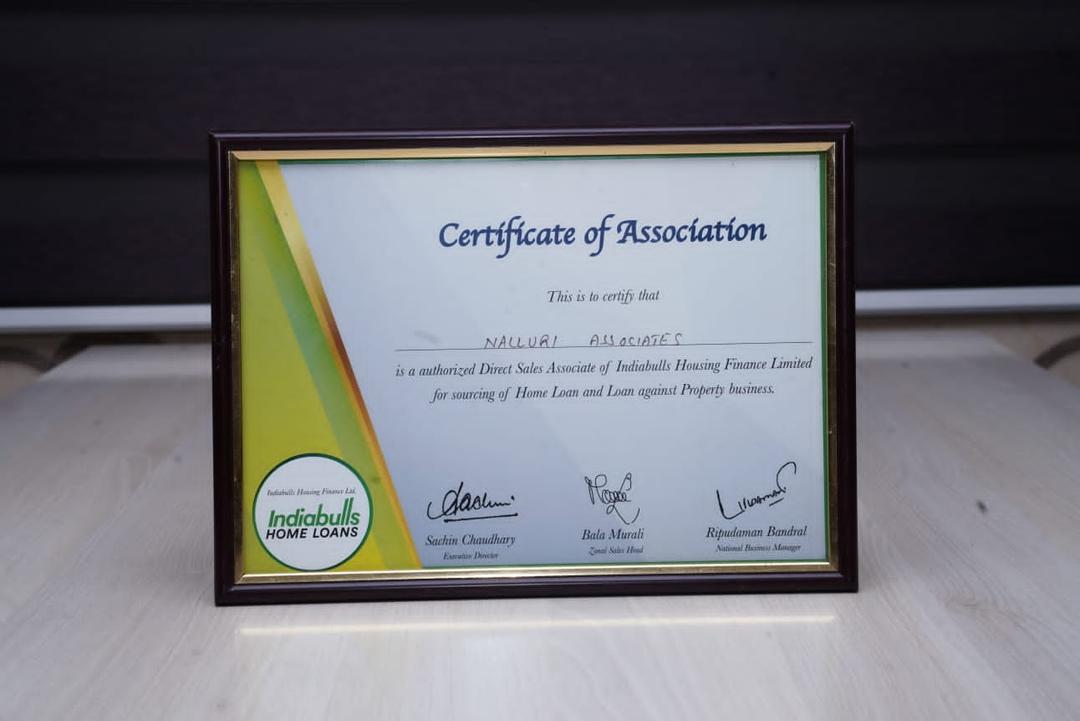 Certificate of Association
This is to certify that
NALLURI ASSOCIATES
is a authorized Direct Sales Associate of Indiabulls Housing Finance Limited
for sourcing of Home Loan and Loan against Property business.
Indiabulls Housing Finance Ltd.
Indiabulls
HOME LOANS
Sachin Chaudhary
Executive Director
Bala Murali
Zonal Sales Head
Ripudaman Bandral
National Business Manager